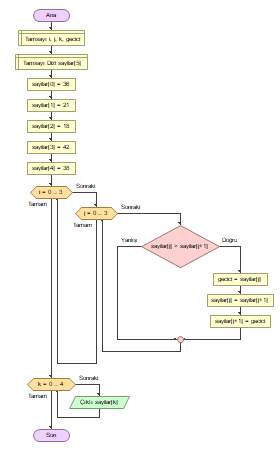 Ana
Tamsayı i, j, k, gecici
Tamsayı Dizi sayilar[5]
sayilar[0] = 36
sayilar[1] = 21
sayilar[2] = 18
sayilar[3] = 42
sayilar[4] = 38
i = 0 ... 3
Sonraki
Tamam
j = 0 ... 3
Sonraki
Tamam
Yanlış
sayilar[j] > sayilar[j+1]
Doğru
gecici = sayilar[j]
sayilar[j] = sayilar[j+1]
sayilar[j+1] = gecici
k = 0 ... 4
Sonraki
Tamam
Çıktı: sayilar[k]
Son